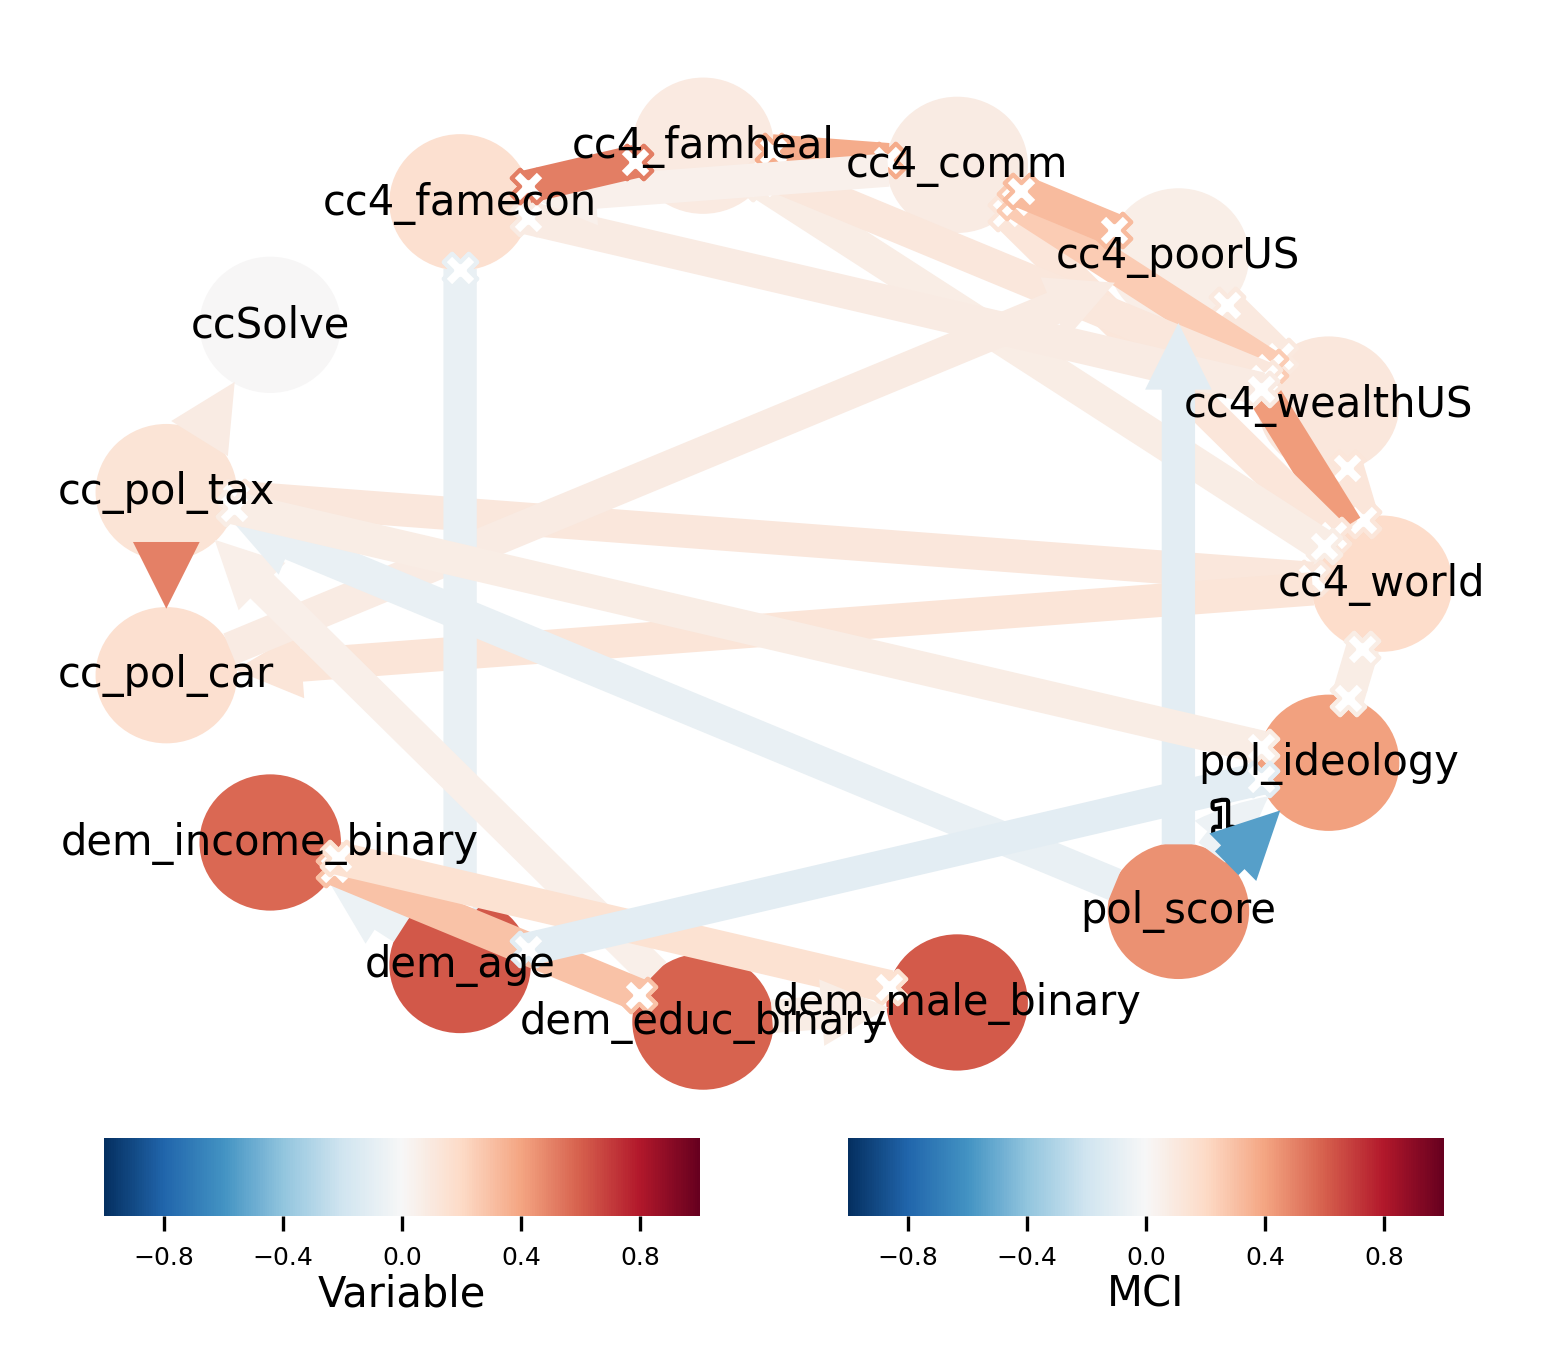 cc4_famheal
cc4_comm
cc4_famecon
cc4_poorUS
ccSolve
cc4_wealthUS
cc_pol_tax
cc4_world
cc_pol_car
pol_ideology
1
dem_income_binary
pol_score
dem_age
dem_male_binary
dem_educ_binary
−0.8 −0.4 0.0 0.4 0.8
Variable
−0.8 −0.4 0.0 0.4 0.8
MCI